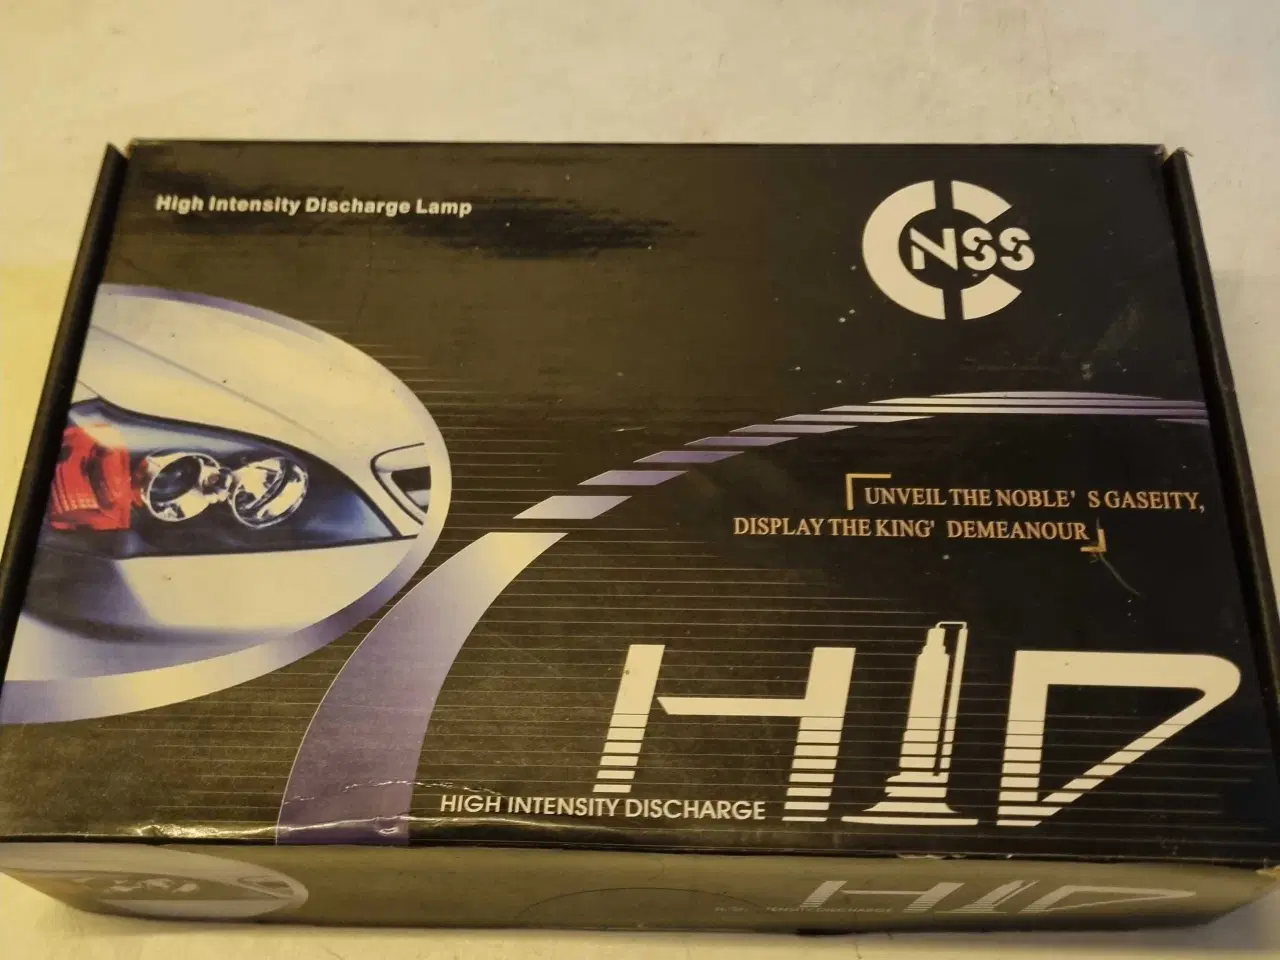 High Intensity Discharge Lamp
CNSS
「UNVEIL THE NOBLE' S GASEITY,
DISPLAY THE KING' DEMEANOUR」
HID
HIGH INTENSITY DISCHARGE
HID